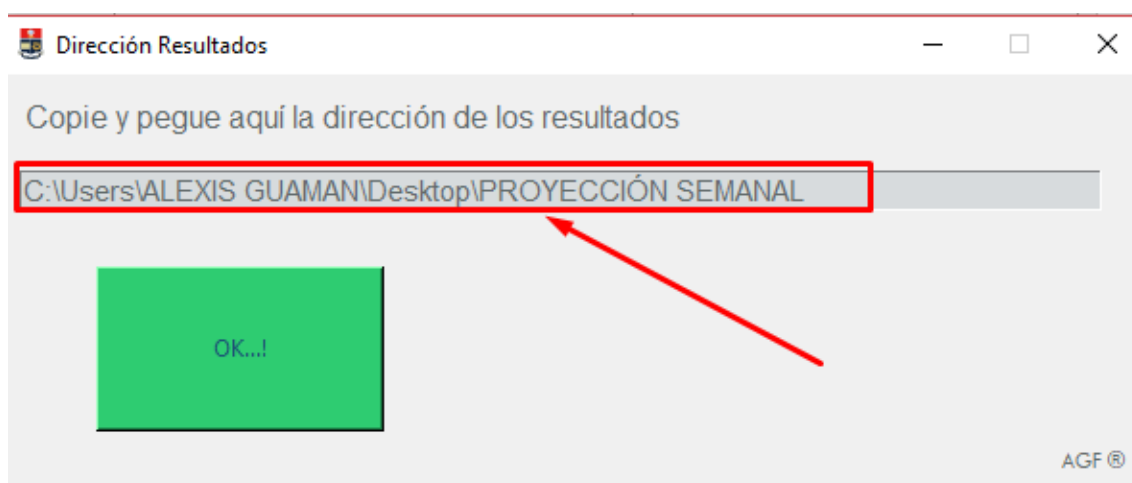 Dirección Resultados
Copie y pegue aquí la dirección de los resultados
C:\Users\ALEXIS GUAMAN\Desktop\PROYECCIÓN SEMANAL
OK...!
AGF ®